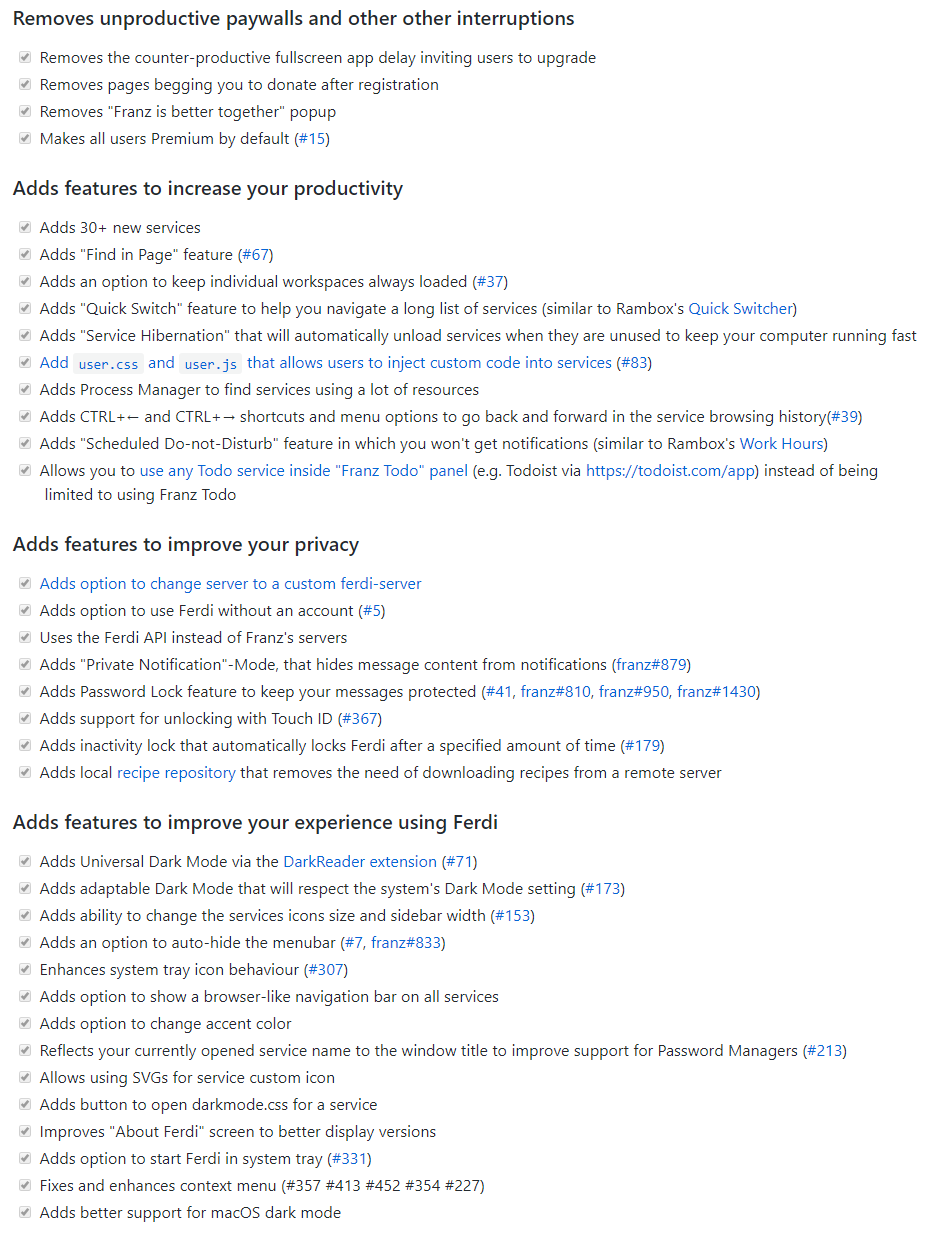 Removes unproductive paywalls and other other interruptions
Removes the counter-productive fullscreen app delay inviting users to upgrade
Removes pages begging you to donate after registration
Removes "Franz is better together" popup
Makes all users Premium by default (#15)
Adds features to increase your productivity
Adds 30+ new services
Adds "Find in Page" feature (#67)
Adds an option to keep individual workspaces always loaded (#37)
Adds "Quick Switch" feature to help you navigate a long list of services (similar to Rambox's Quick Switcher)
Adds "Service Hibernation" that will automatically unload services when they are unused to keep your computer running fast
Add user.css and user.js that allows users to inject custom code into services (#83)
Adds Process Manager to find services using a lot of resources
Adds CTRL+← and CTRL+→ shortcuts and menu options to go back and forward in the service browsing history(#39)
Adds "Scheduled Do-not-Disturb" feature in which you won't get notifications (similar to Rambox's Work Hours)
Allows you to use any Todo service inside "Franz Todo" panel (e.g. Todoist via https://todoist.com/app) instead of being
limited to using Franz Todo
Adds features to improve your privacy
Adds option to change server to a custom ferdi-server
Adds option to use Ferdi without an account (#5)
Uses the Ferdi API instead of Franz's servers
Adds "Private Notification"-Mode, that hides message content from notifications (franz#879)
Adds Password Lock feature to keep your messages protected (#41, franz#810, franz#950, franz#1430)
Adds support for unlocking with Touch ID (#367)
Adds inactivity lock that automatically locks Ferdi after a specified amount of time (#179)
Adds local recipe repository that removes the need of downloading recipes from a remote server
Adds features to improve your experience using Ferdi
Adds Universal Dark Mode via the DarkReader extension (#71)
Adds adaptable Dark Mode that will respect the system's Dark Mode setting (#173)
Adds ability to change the services icons size and sidebar width (#153)
Adds an option to auto-hide the menubar (#7, franz#833)
Enhances system tray icon behaviour (#307)
Adds option to show a browser-like navigation bar on all services
Adds option to change accent color
Reflects your currently opened service name to the window title to improve support for Password Managers (#213)
Allows using SVGs for service custom icon
Adds button to open darkmode.css for a service
Improves "About Ferdi" screen to better display versions
Adds option to start Ferdi in system tray (#331)
Fixes and enhances context menu (#357 #413 #452 #354 #227)
Adds better support for macOS dark mode